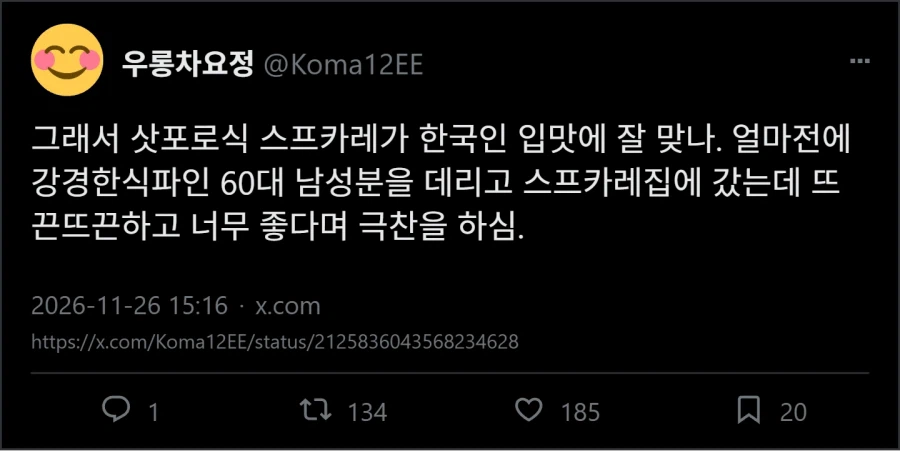 우롱차요정 @Koma12EE
그래서 삿포로식 스프카레가 한국인 입맛에 잘 맞나. 얼마전에
강경한식파인 60대 남성분을 데리고 스프카레집에 갔는데 뜨
끈뜨끈하고 너무 좋다며 극찬을 하심.
2026-11-26 15:16 · x.com
https://x.com/Koma12EE/status/2125836043568234628
1 134 185 20